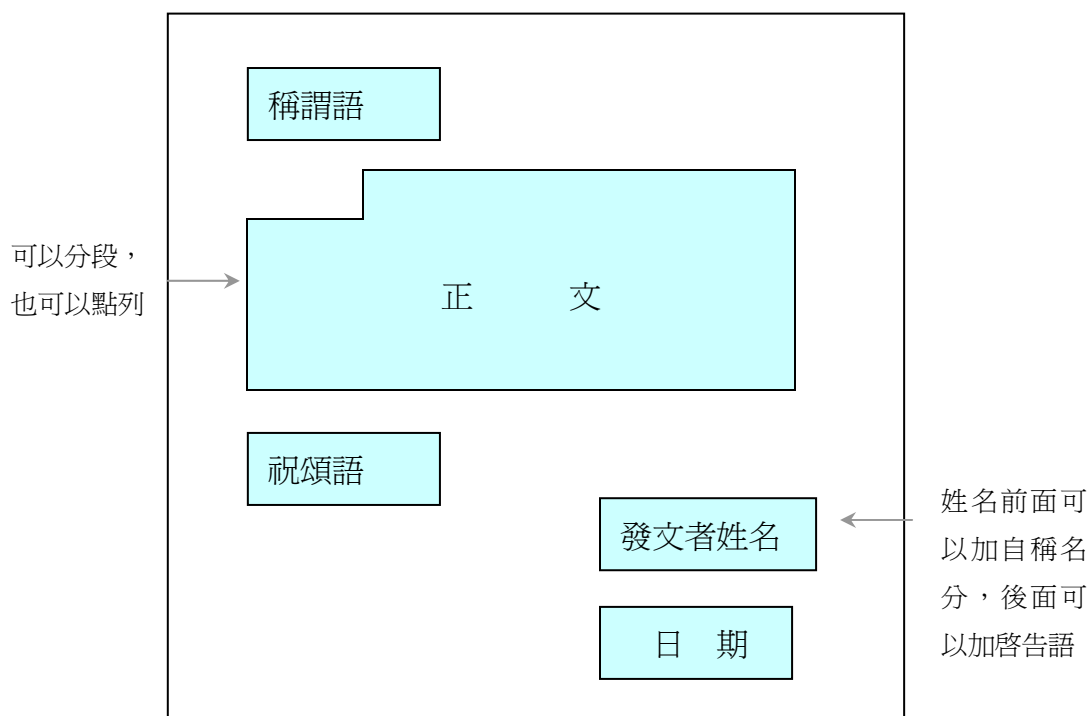 稱謂語
可以分段，
也可以點列
正文
祝頌語
發文者姓名
日期
姓名前面可
以加自稱名
分，後面可
以加啓告語